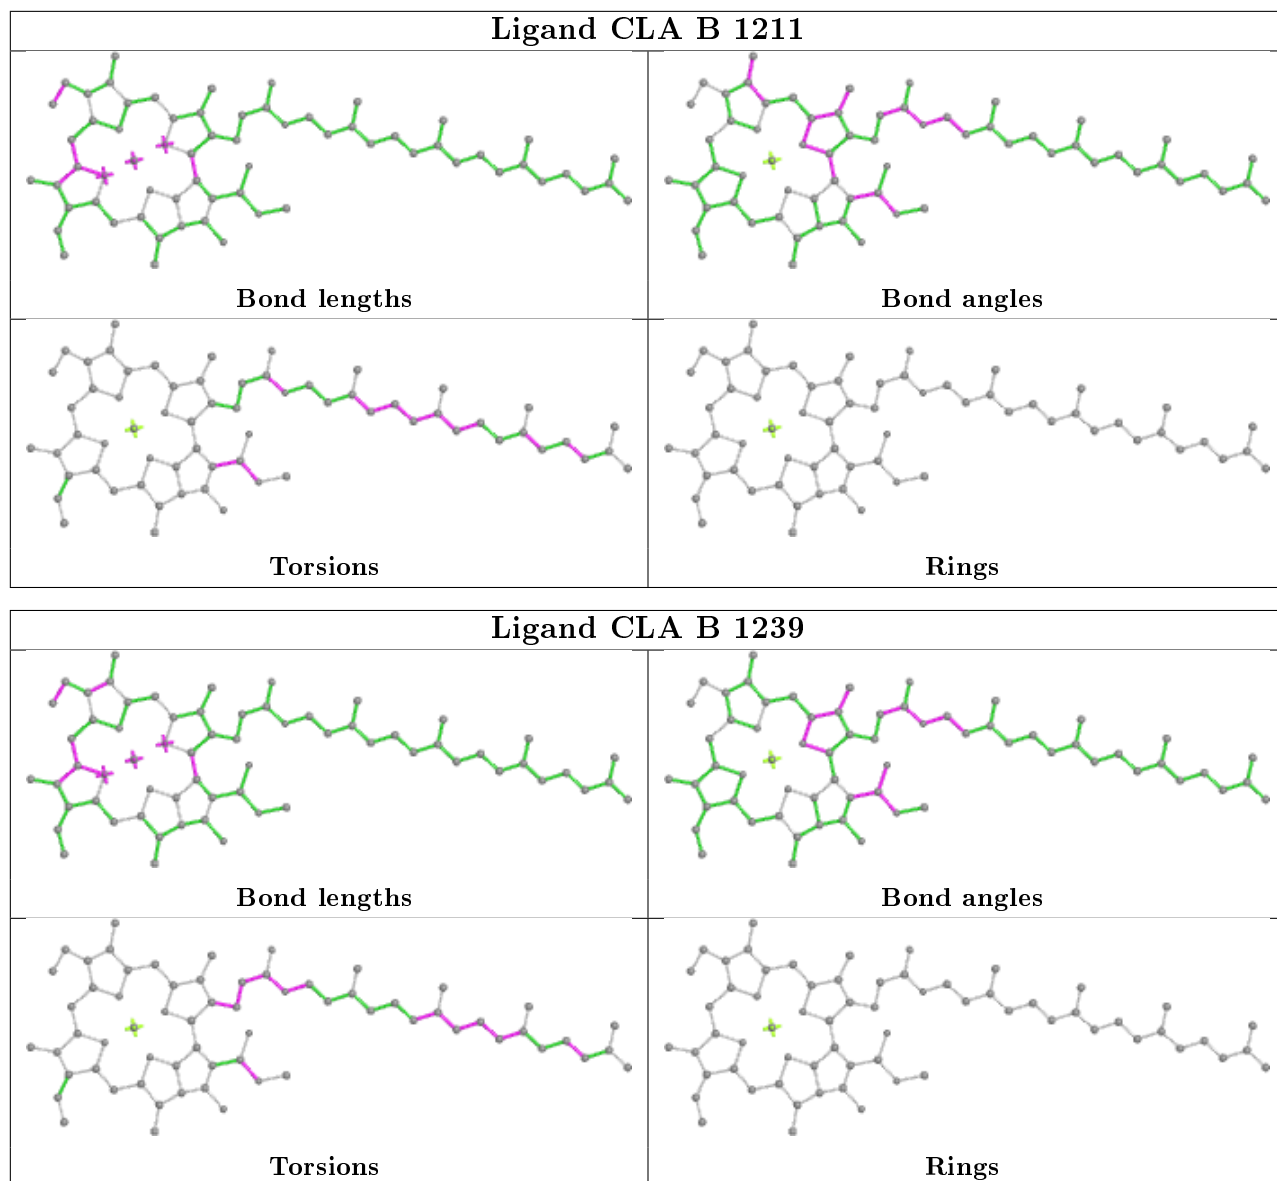 Ligand CLA B 1211
Bond lengths
Bond angles
Torsions
Rings
Ligand CLA B 1239
Bond lengths
Bond angles
Torsions
Rings